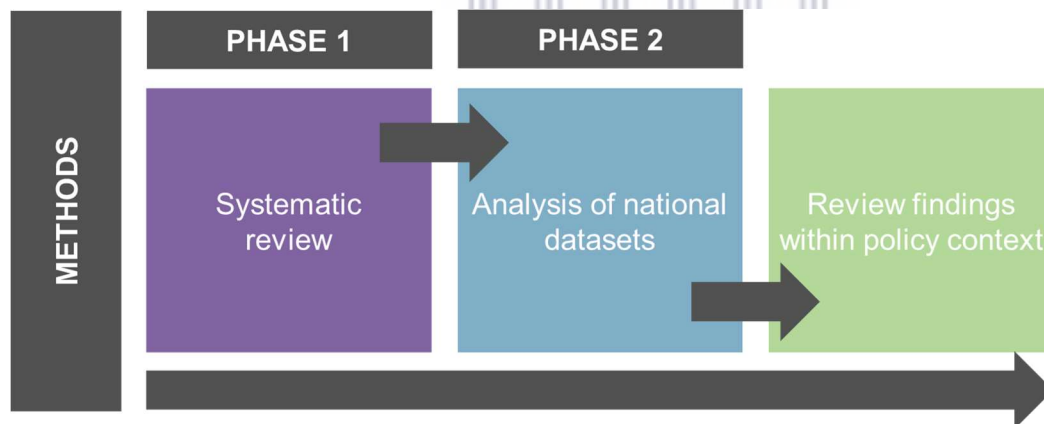 PHASE 1
PHASE 2
METHODS
Systematic
review
Analysis of national
datasets
Review findings
within policy context